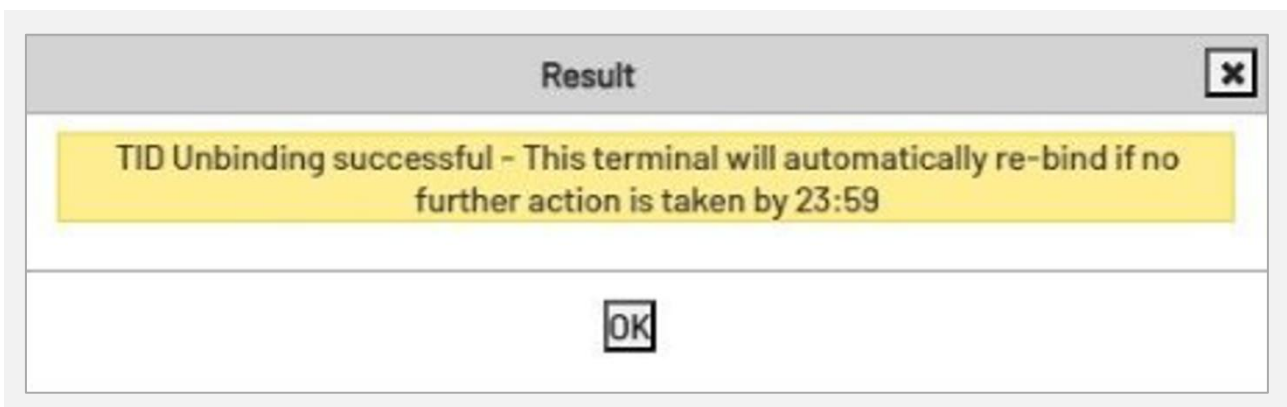 Result
TID Unbinding successful - This terminal will automatically re-bind if no
further action is taken by 23:59
OK